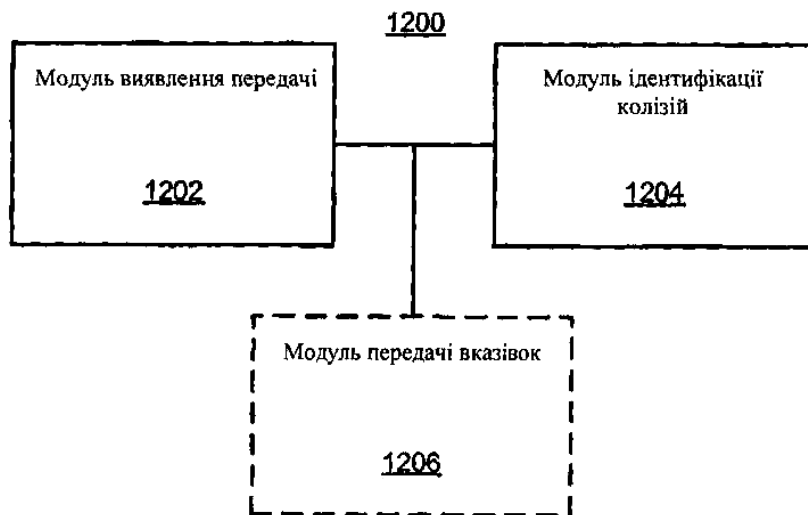 1200
Модуль виявлення передачі
1202
Модуль ідентифікації
колізій
1204
Модуль передачі вказівок
1206